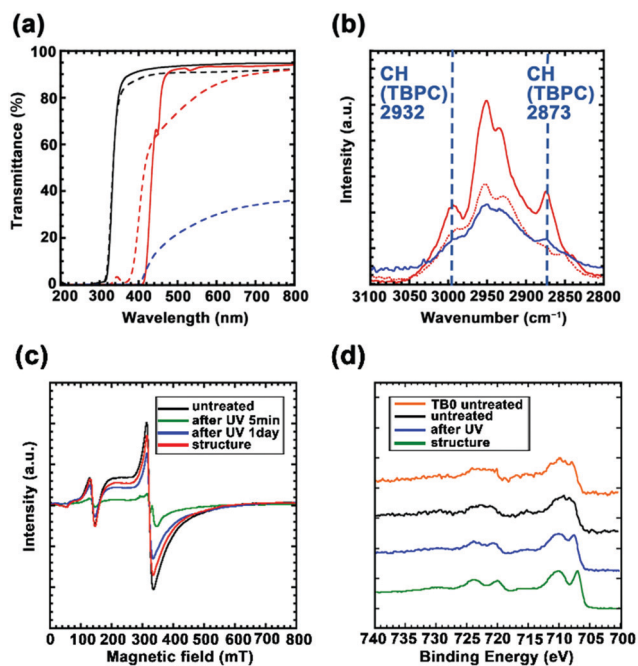 (a)
100
80
60
40
20
0
Transmittance (%)
200 300 400 500 600 700 800
Wavelength (nm)
(b)
CH
(TBPC)
2932
CH
(TBPC)
2873
Intensity (a.u.)
3100 3050 3000 2950 2900 2850 2800
Wavenumber (cm⁻¹)
(c)
untreated
after UV 5min
after UV 1day
structure
Intensity (a.u.)
0 100 200 300 400 500 600 700 800
Magnetic field (mT)
(d)
TB0 untreated
untreated
after UV
structure
Intensity (a.u.)
740 735 730 725 720 715 710 705 700
Binding Energy (eV)